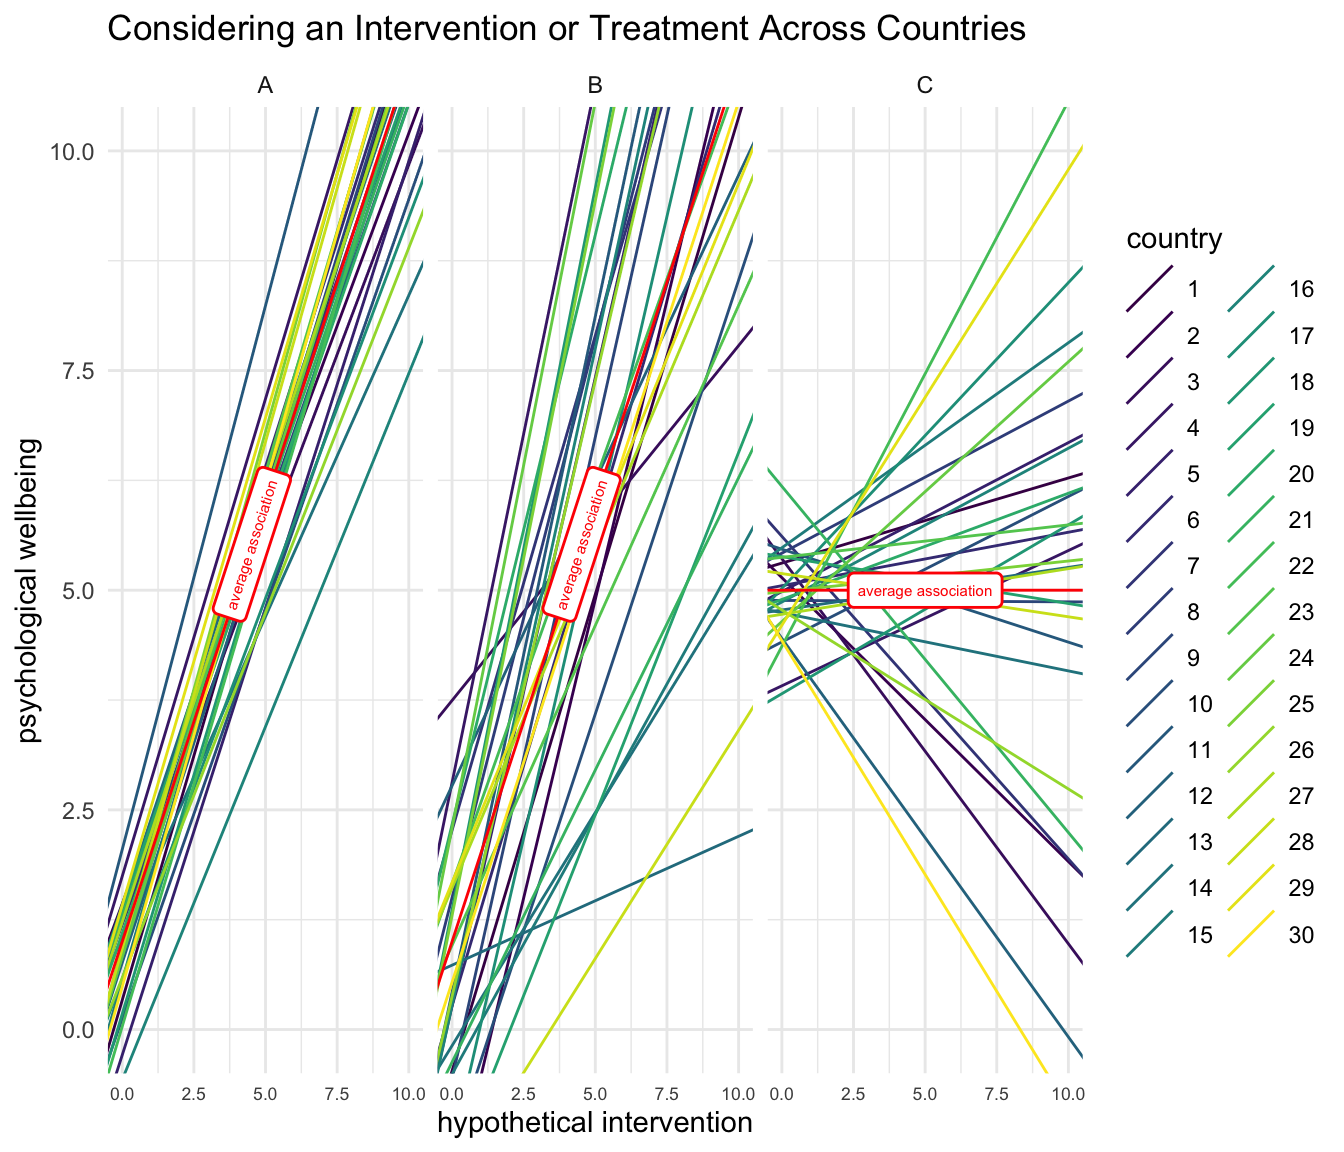 Considering an Intervention or Treatment Across Countries
A
B
C
psychological wellbeing
10.0
7.5
5.0
2.5
0.0
average association
average association
average association
0.0 2.5 5.0 7.5 10.0
0.0 2.5 5.0 7.5 10.0
0.0 2.5 5.0 7.5 10.0
hypothetical intervention
country
1
2
3
4
5
6
7
8
9
10
11
12
13
14
15
16
17
18
19
20
21
22
23
24
25
26
27
28
29
30